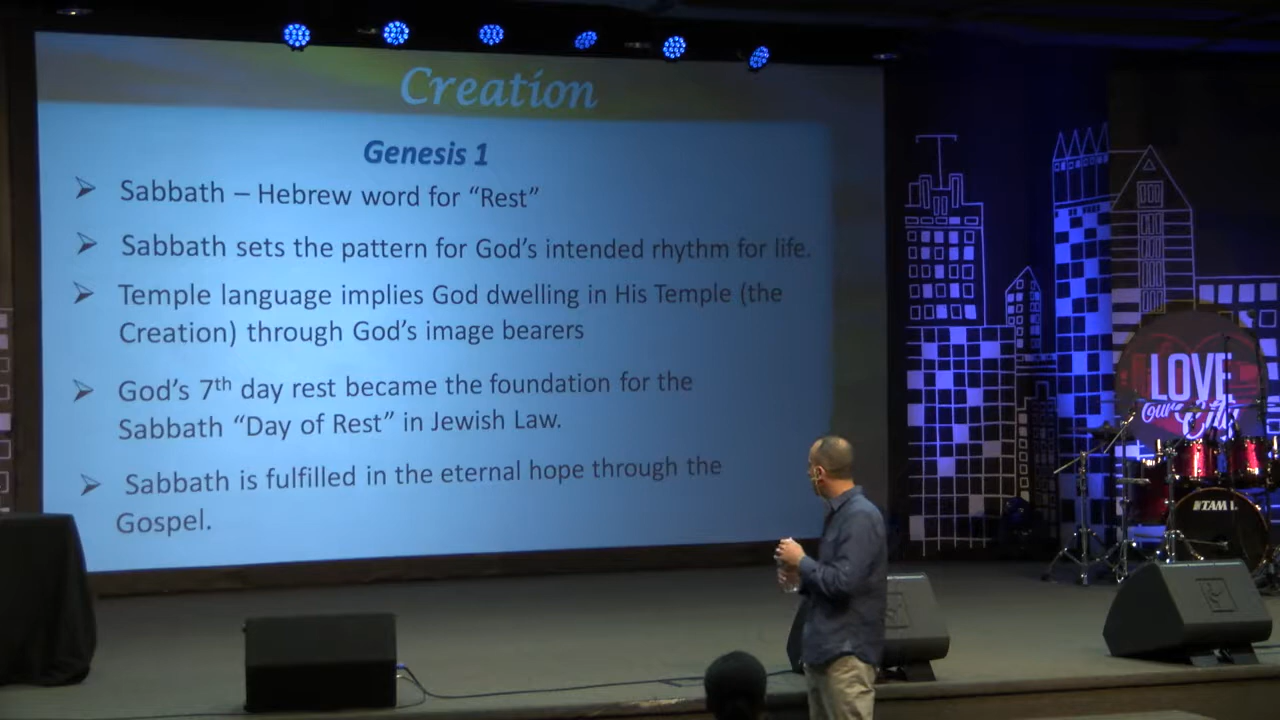 Creation
Genesis 1
Sabbath – Hebrew word for “Rest”
Sabbath sets the pattern for God’s intended rhythm for life.
Temple language implies God dwelling in His Temple (the
Creation) through God’s image bearers
God’s 7th day rest became the foundation for the
Sabbath “Day of Rest” in Jewish Law.
Sabbath is fulfilled in the eternal hope through the
Gospel.
LOVE
Our City
TAMA